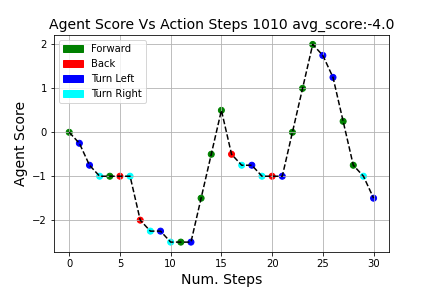 Agent Score Vs Action Steps 1010 avg_score:-4.0
Forward
Back
Turn Left
Turn Right
Agent Score
2
1
0
−1
−2
0 5 10 15 20 25 30
Num. Steps